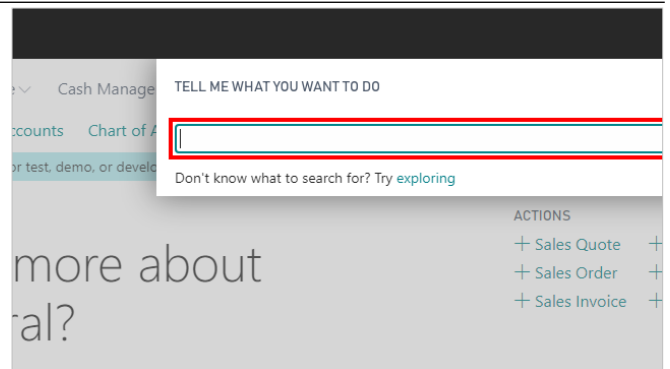 Cash Manage
TELL ME WHAT YOU WANT TO DO
ccounts Chart of A
or test, demo, or develo
Don't know what to search for? Try exploring
ACTIONS
+ Sales Quote +
+ Sales Order +
+ Sales Invoice +
more about
ral?